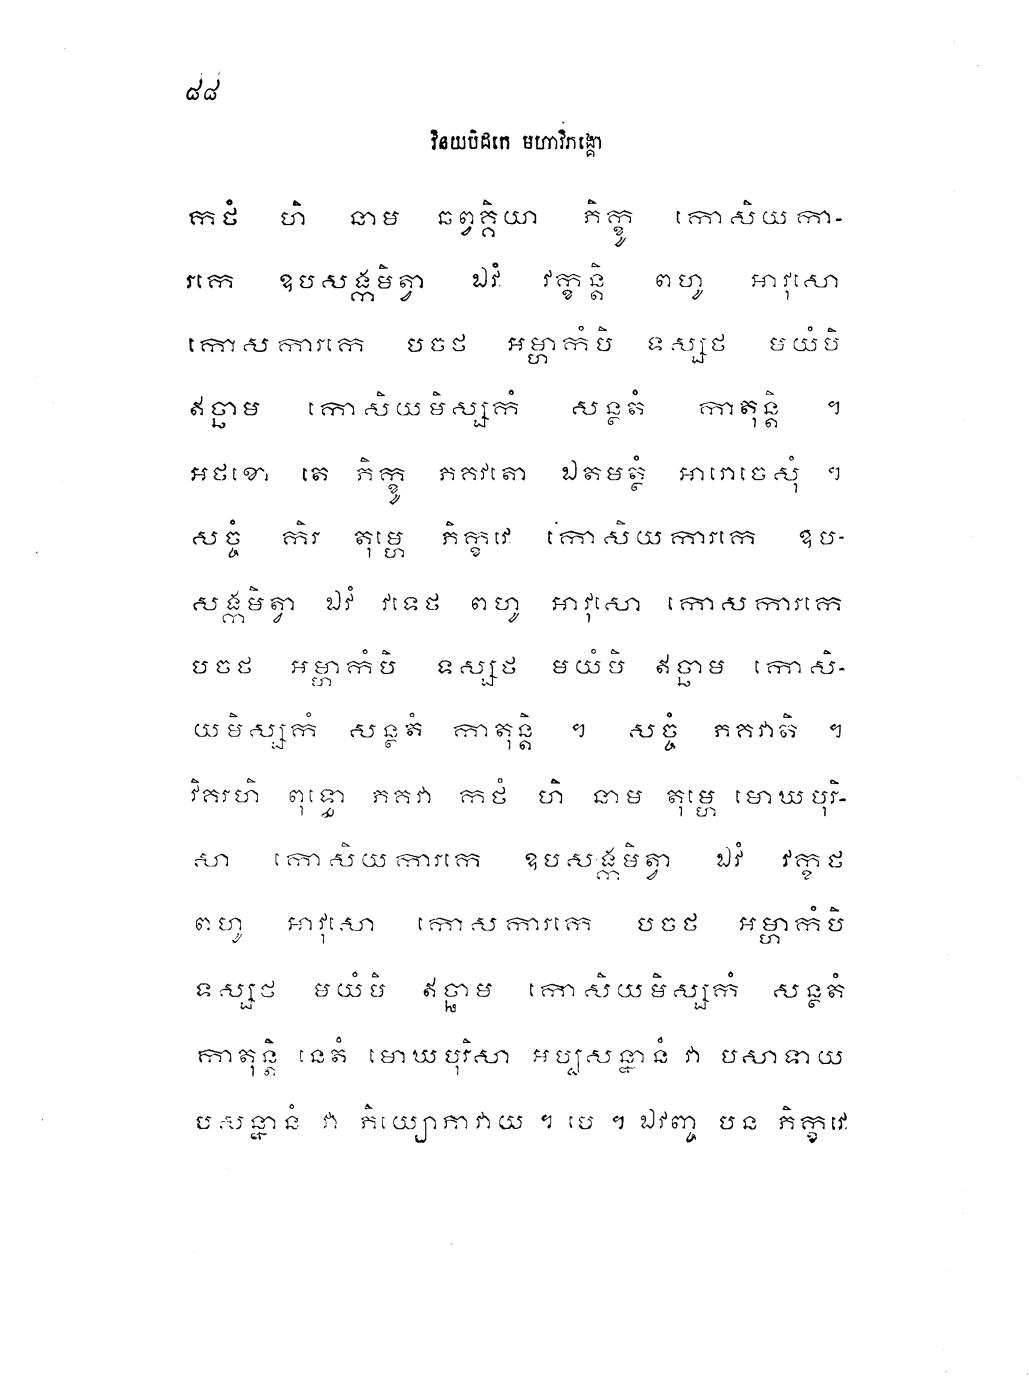 ៨៨
វិនយបិដកេ មហាវិភង្គោ
កថំ ហិ នាម ឆព្វគ្គិយា ភិក្ខូ កោសិយកា-
រកេ ឧបសង្កមិត្វា ឯវំ វក្ខន្តិ ពហូ អាវុសោ
កោសការកេ បចថ អម្ហាកំបិ ទស្សថ មយំបិ
ឥច្ឆាម កោសិយមិស្សកំ សន្ថតំ កាតុន្តិ ។
អថខោ តេ ភិក្ខូ ភគវតោ ឯតមត្ថំ អារោចេសុំ ។
សច្ចំ កិរ តុម្ហេ ភិក្ខវេ កោសិយការកេ ឧប-
សង្កមិត្វា ឯវំ វទេថ ពហូ អាវុសោ កោសការកេ
បចថ អម្ហាកំបិ ទស្សថ មយំបិ ឥច្ឆាម កោសិ-
យមិស្សកំ សន្ថតំ កាតុន្តិ ។ សច្ចំ ភគវាតិ ។
វិគរហិ ពុទ្ធោ ភគវា កថំ ហិ នាម តុម្ហេ មោឃបុរិ-
សា កោសិយការកេ ឧបសង្កមិត្វា ឯវំ វក្ខថ
ពហូ អាវុសោ កោសការកេ បចថ អម្ហាកំបិ
ទស្សថ មយំបិ ឥច្ឆាម កោសិយមិស្សកំ សន្ថតំ
កាតុន្តិ នេតំ មោឃបុរិសា អប្បសន្នានំ វា បសាទាយ
បសន្នានំ វា ភិយ្យោភាវាយ ។ បេ ។ ឯវញ្ច បន ភិក្ខវេ